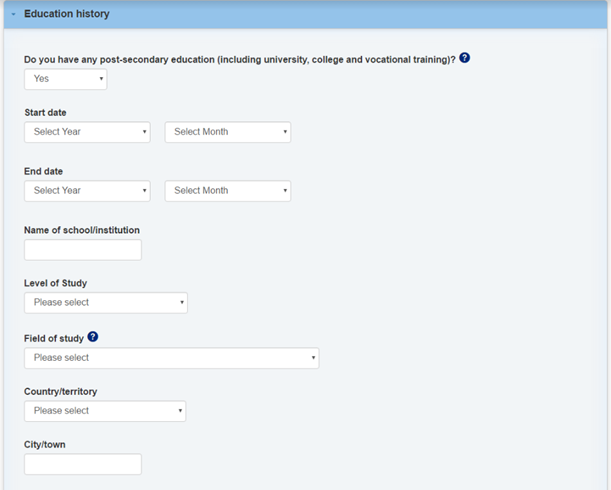 Education history
Do you have any post-secondary education (including university, college and vocational training)? ?
Yes
Start date
Select Year Select Month
End date
Select Year Select Month
Name of school/institution
Level of Study
Please select
Field of study ?
Please select
Country/territory
Please select
City/town